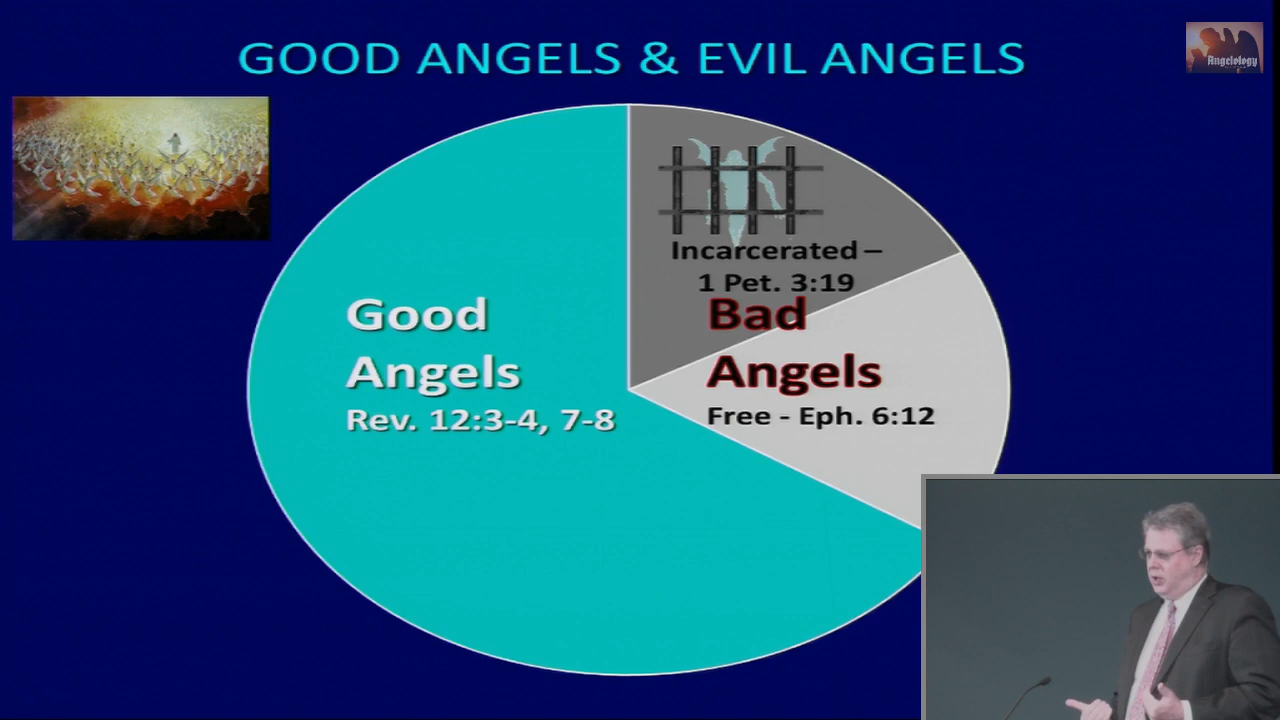 GOOD ANGELS & EVIL ANGELS
Angelology
Incarcerated –
1 Pet. 3:19
Good
Angels
Rev. 12:3-4, 7-8
Bad
Angels
Free - Eph. 6:12